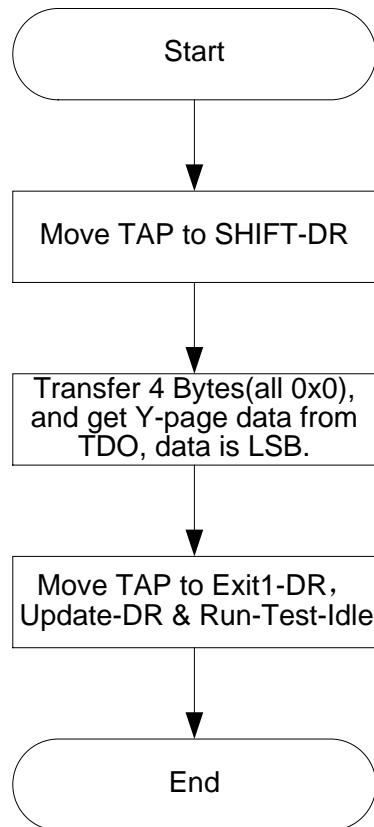 Start
Move TAP to SHIFT-DR
Transfer 4 Bytes(all 0x0),
and get Y-page data from
TDO, data is LSB.
Move TAP to Exit1-DR，
Update-DR & Run-Test-Idle
End